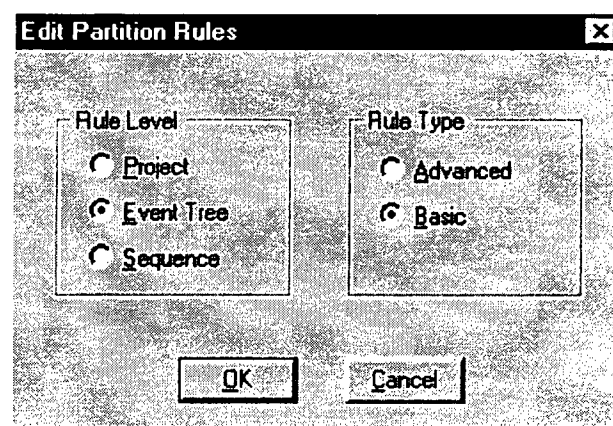 Edit Partition Rules
Rule Level
Project
Event Tree
Sequence
Rule Type
Advanced
Basic
OK
Cancel